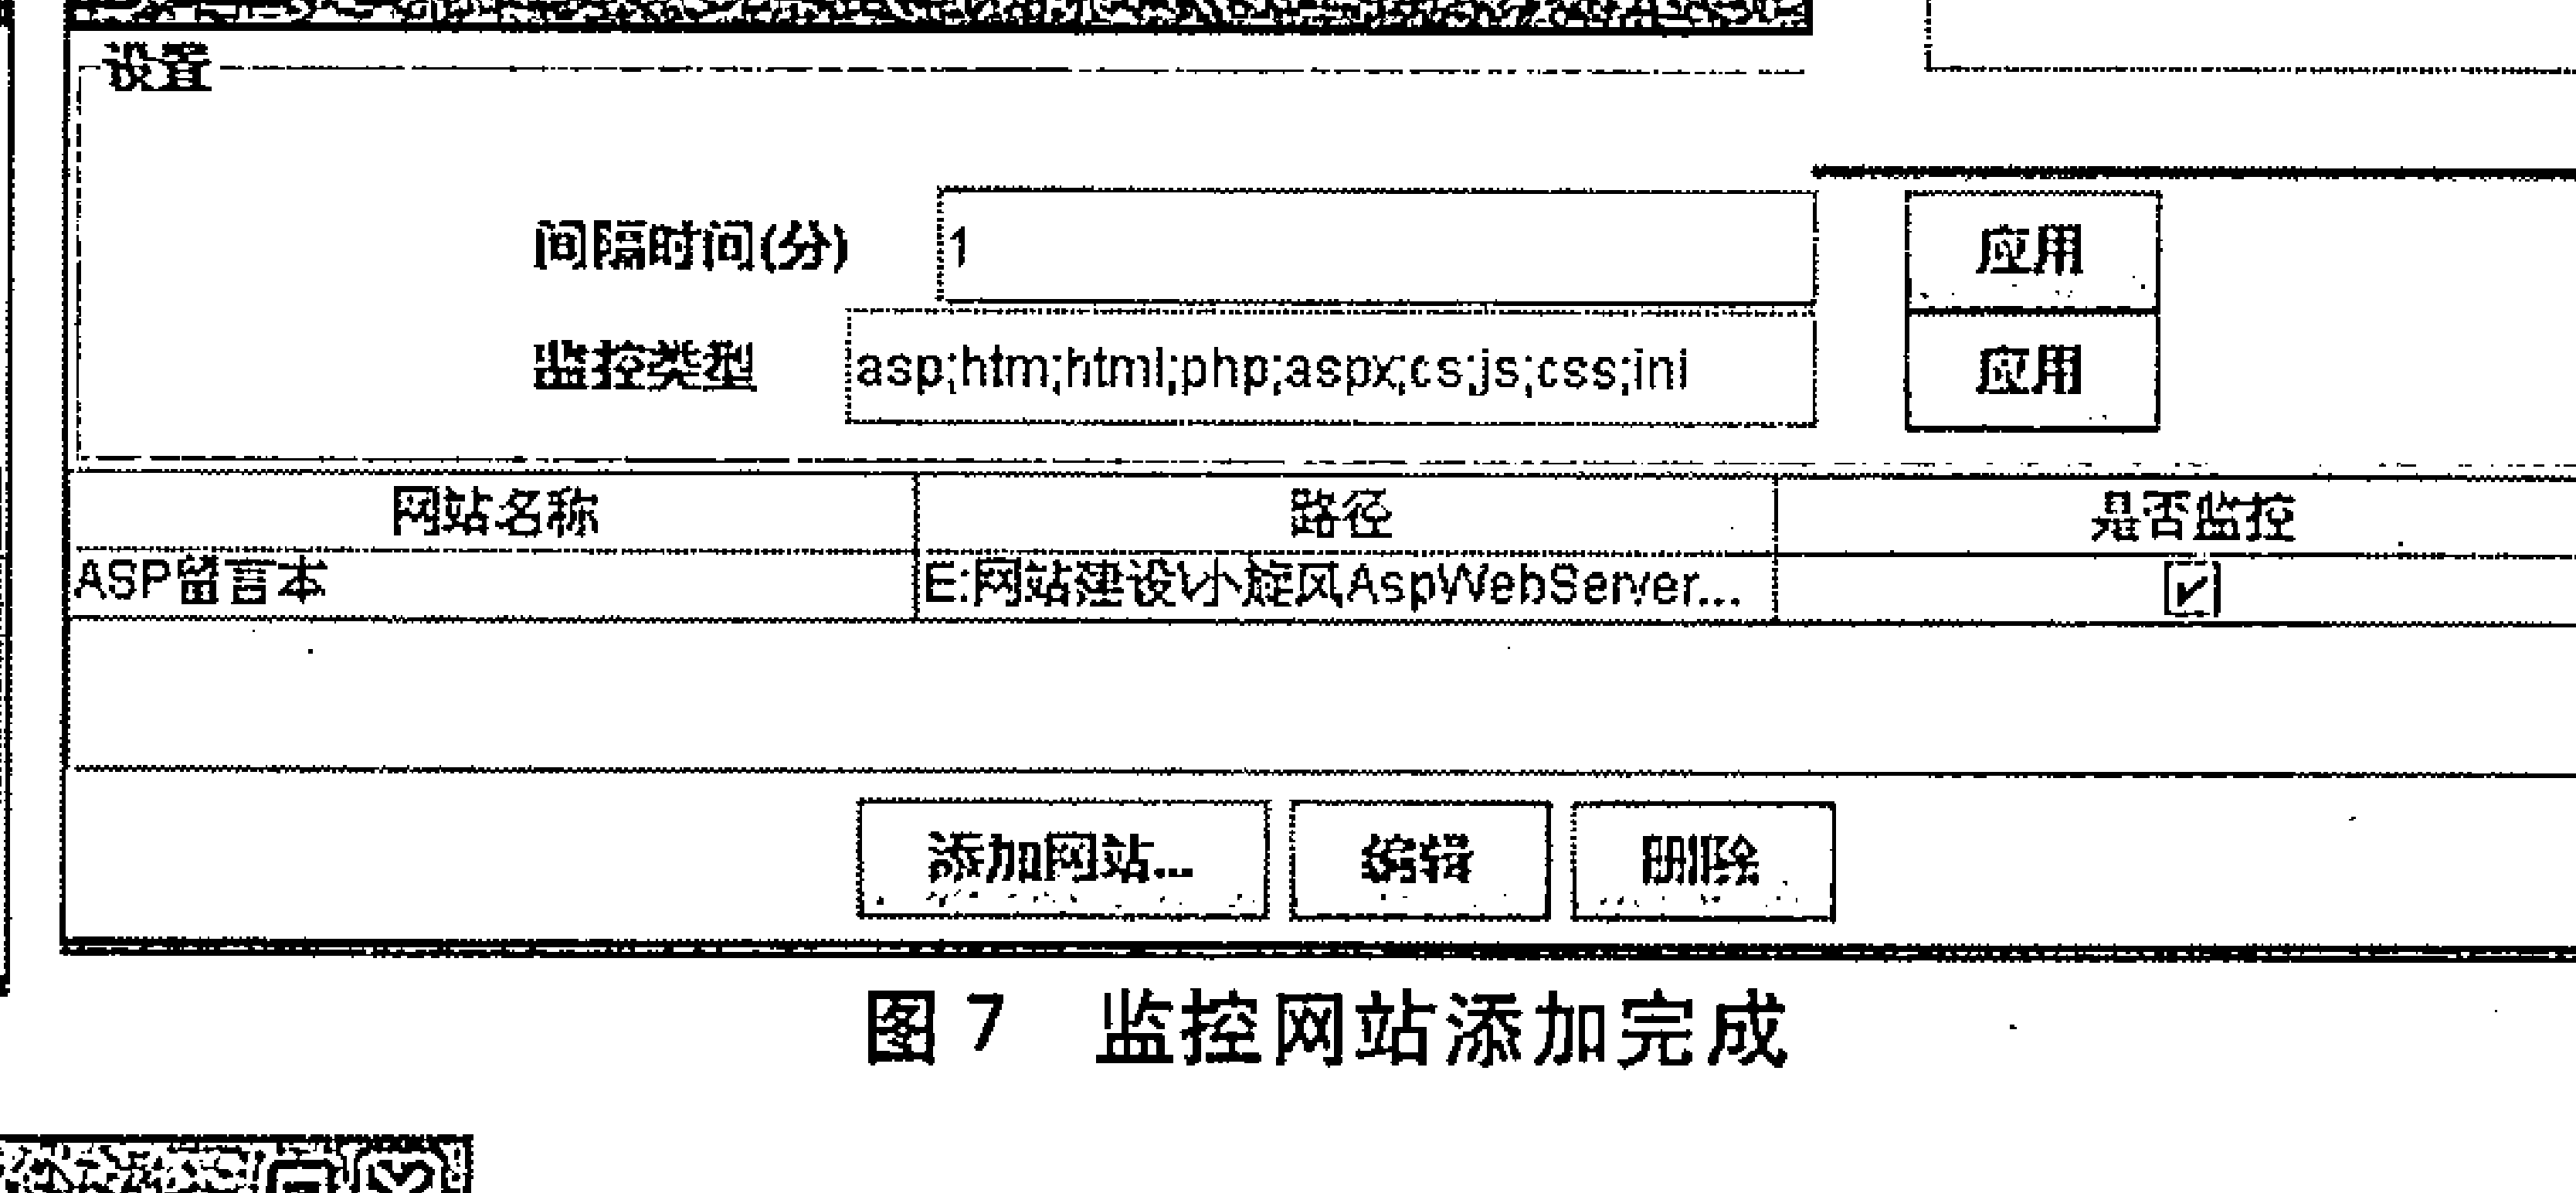 设置
间隔时间(分) 1 应用
监控类型 asp;htm;html;php;aspx;cs;js;css;ini 应用
网站名称 路径 是否监控
ASP留言本 E:网站建设\小旋风AspWebServer...
添加网站... 编辑 删除
图7 监控网站添加完成